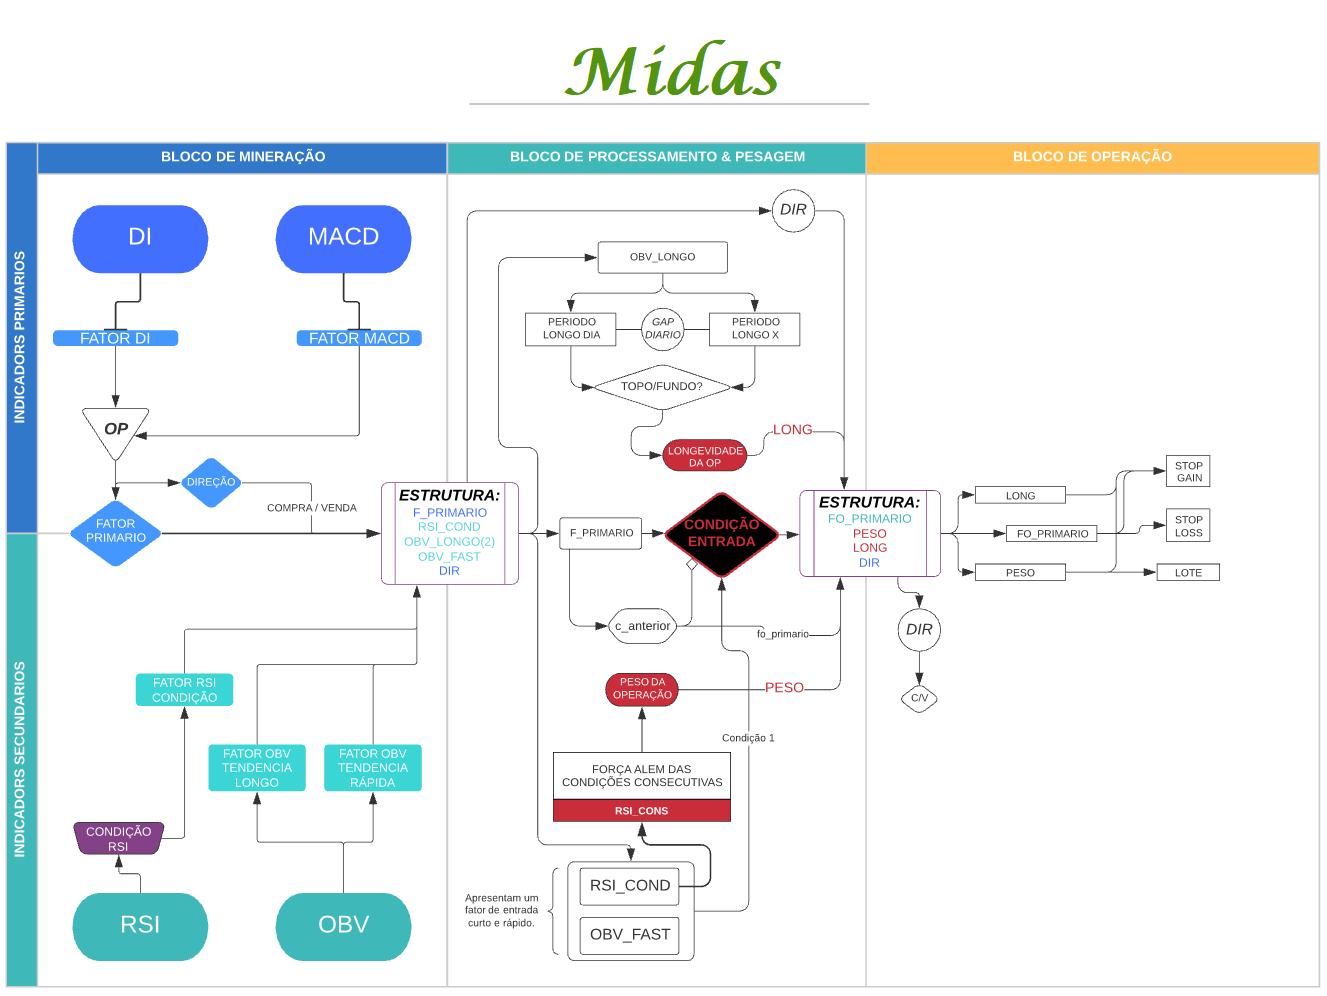 Midas
BLOCO DE MINERAÇÃO
BLOCO DE PROCESSAMENTO & PESAGEM
BLOCO DE OPERAÇÃO
INDICADORS PRIMARIOS
INDICADORS SECUNDARIOS
DI
MACD
FATOR DI
FATOR MACD
OP
DIREÇÃO
COMPRA / VENDA
FATOR
PRIMARIO
ESTRUTURA:
F_PRIMARIO
RSI_COND
OBV_LONGO(2)
OBV_FAST
DIR
FATOR RSI
CONDIÇÃO
FATOR OBV
TENDENCIA
LONGO
FATOR OBV
TENDENCIA
RÁPIDA
CONDIÇÃO
RSI
RSI
OBV
DIR
OBV_LONGO
PERIODO
LONGO DIA
GAP
DIARIO
PERIODO
LONGO X
TOPO/FUNDO?
LONGEVIDADE
DA OP
LONG
F_PRIMARIO
CONDIÇÃO
ENTRADA
c_anterior
fo_primario
PESO DA
OPERAÇÃO
PESO
Condição 1
FORÇA ALEM DAS
CONDIÇÕES CONSECUTIVAS
RSI_CONS
Apresentam um
fator de entrada
curto e rápido.
RSI_COND
OBV_FAST
ESTRUTURA:
FO_PRIMARIO
PESO
LONG
DIR
LONG
FO_PRIMARIO
PESO
STOP
GAIN
STOP
LOSS
LOTE
DIR
C/V